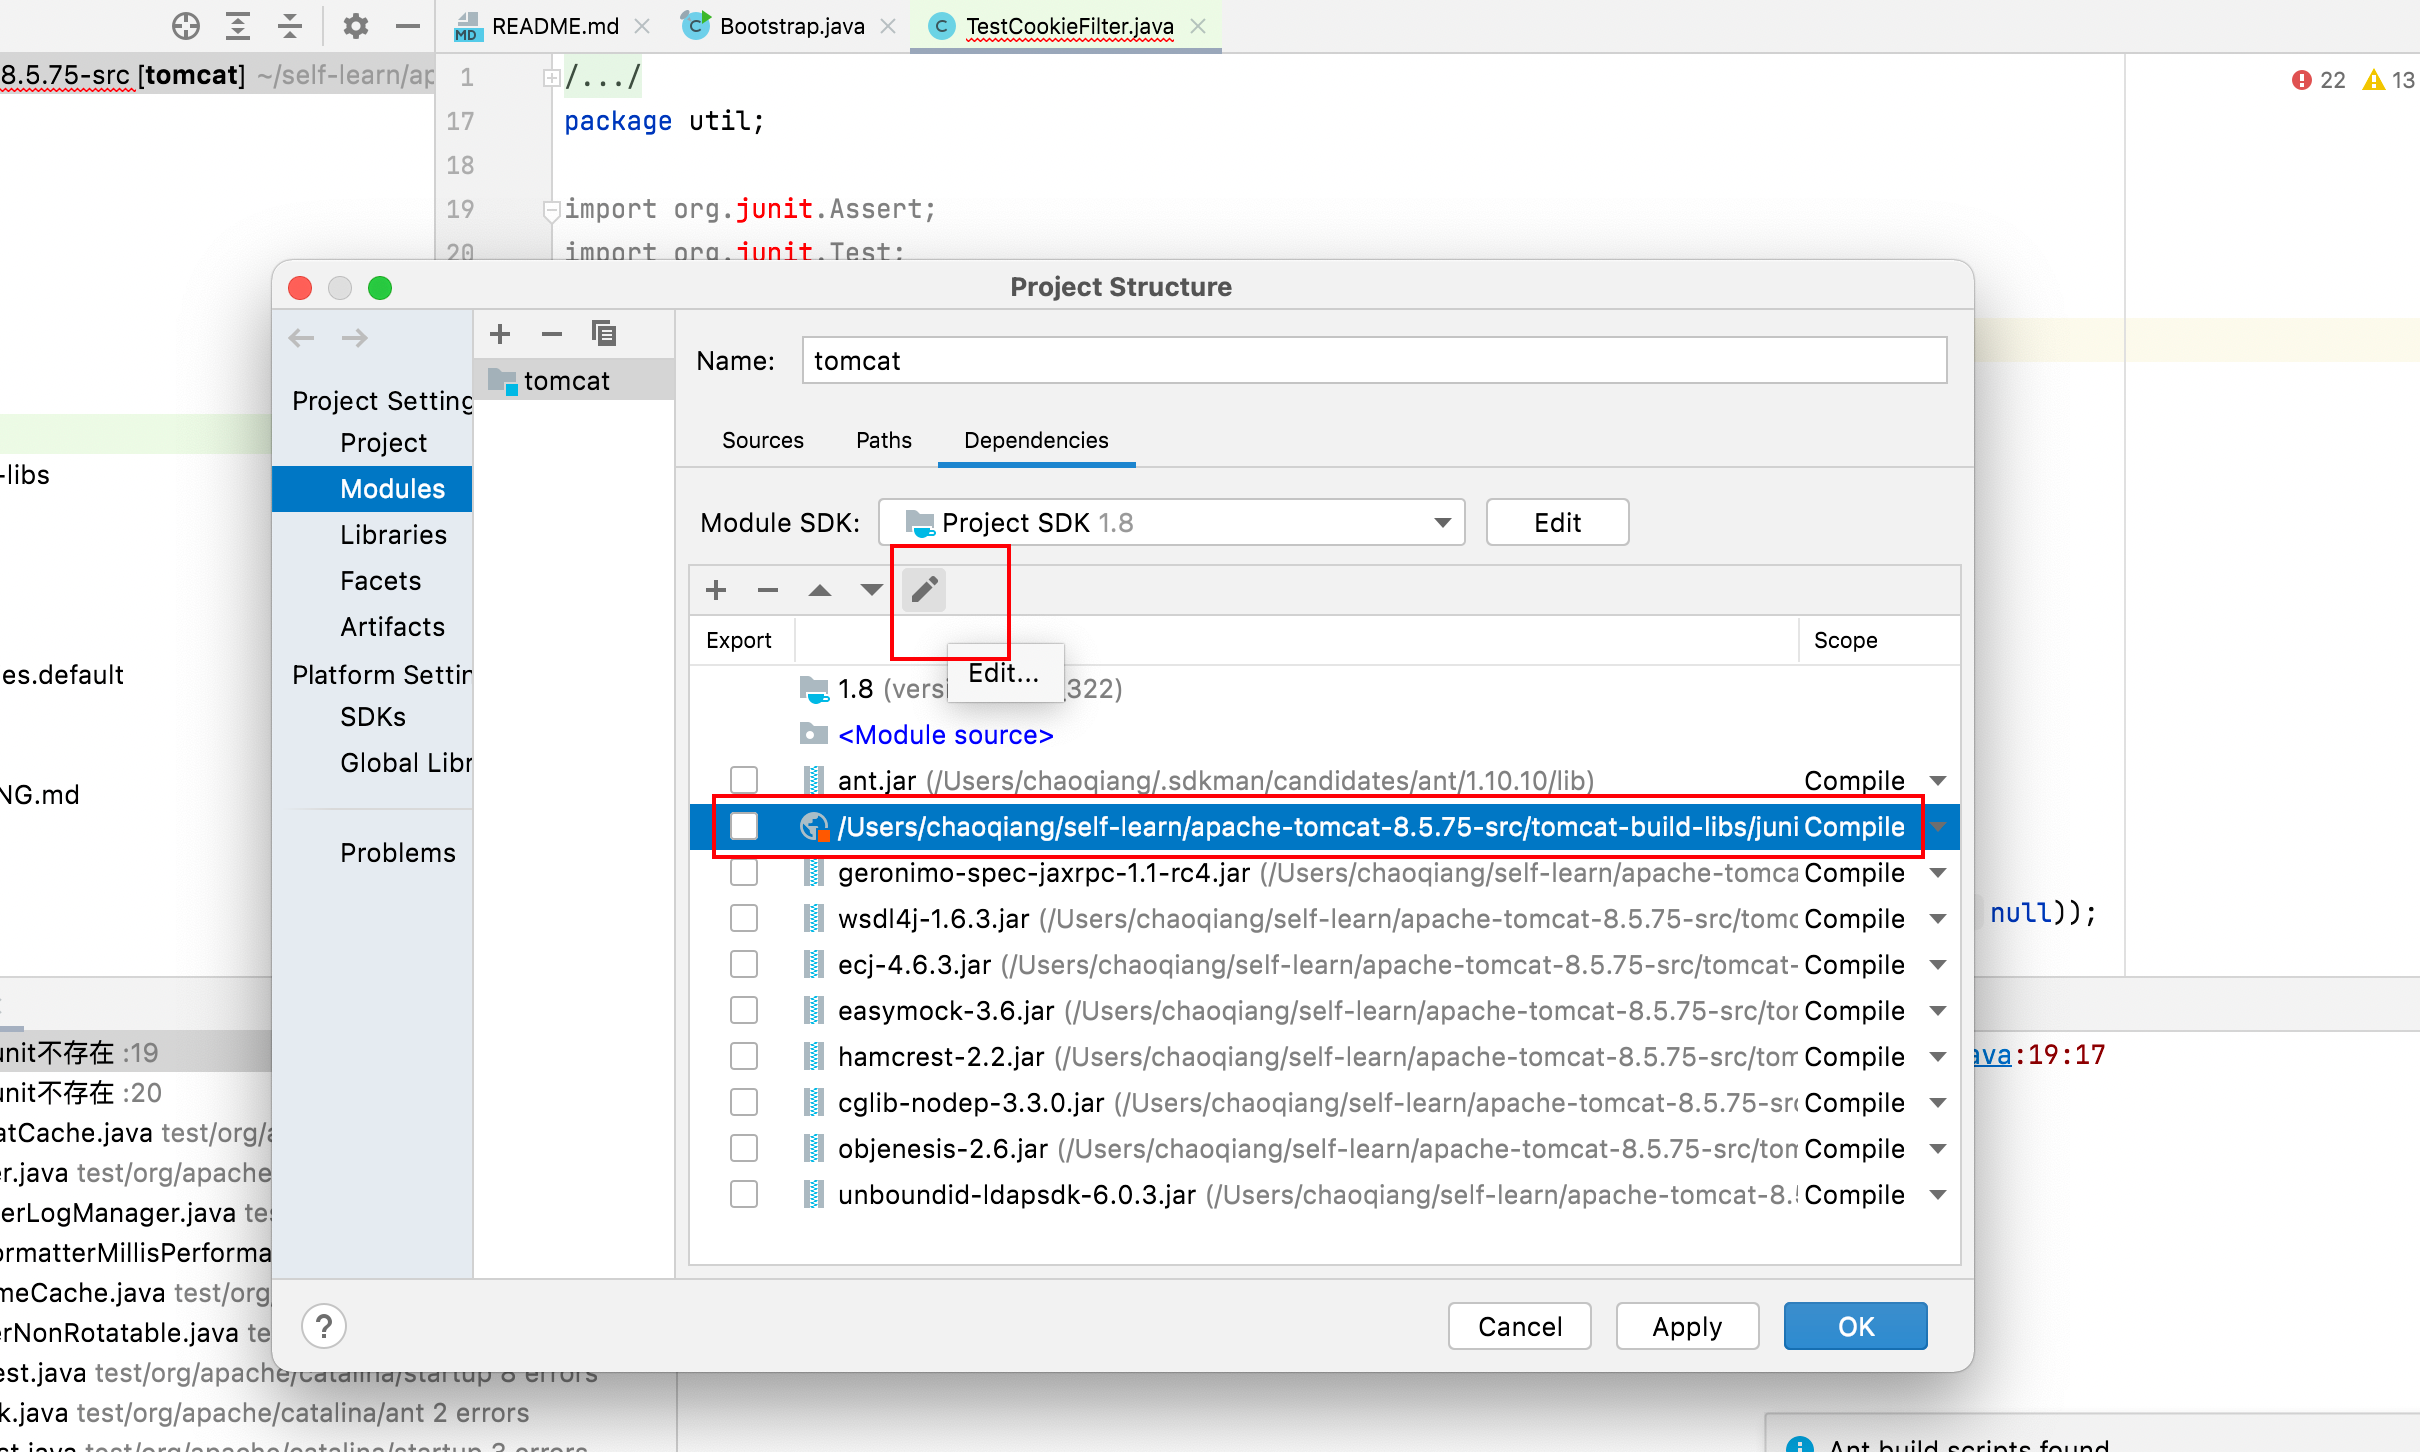 README.md
Bootstrap.java
TestCookieFilter.java
8.5.75-src [tomcat] ~/self-learn/ap
1 /.../
22 13
17 package util;
18
19 import org.junit.Assert;
20 import org.junit.Test;
Project Structure
Project Setting
Project
Modules
Libraries
Facets
Artifacts
Platform Settin
SDKs
Global Libr
Problems
tomcat
Name: tomcat
Sources Paths Dependencies
Module SDK: Project SDK 1.8 Edit
Export Scope
Edit...
1.8 (versi 322)
<Module source>
ant.jar (/Users/chaoqiang/.sdkman/candidates/ant/1.10.10/lib) Compile
/Users/chaoqiang/self-learn/apache-tomcat-8.5.75-src/tomcat-build-libs/juni Compile
geronimo-spec-jaxrpc-1.1-rc4.jar (/Users/chaoqiang/self-learn/apache-tomca Compile
wsdl4j-1.6.3.jar (/Users/chaoqiang/self-learn/apache-tomcat-8.5.75-src/tomc Compile
ecj-4.6.3.jar (/Users/chaoqiang/self-learn/apache-tomcat-8.5.75-src/tomcat- Compile
easymock-3.6.jar (/Users/chaoqiang/self-learn/apache-tomcat-8.5.75-src/tor Compile
hamcrest-2.2.jar (/Users/chaoqiang/self-learn/apache-tomcat-8.5.75-src/tom Compile
cglib-nodep-3.3.0.jar (/Users/chaoqiang/self-learn/apache-tomcat-8.5.75-src Compile
objenesis-2.6.jar (/Users/chaoqiang/self-learn/apache-tomcat-8.5.75-src/tom Compile
unboundid-ldapsdk-6.0.3.jar (/Users/chaoqiang/self-learn/apache-tomcat-8. Compile
? Cancel Apply OK
-libs
es.default
NG.md
null));
unit不存在 :19
ava:19:17
unit不存在 :20
atCache.java test/org/a
er.java test/org/apache
erLogManager.java te
ormatterMillisPerforma
meCache.java test/org
erNonRotatable.java te
est.java test/org/apache/catalina/startup 8 errors
k.java test/org/apache/catalina/ant 2 errors
st.java test/org/apache/catalina/startup 3 errors
Ant build scripts found